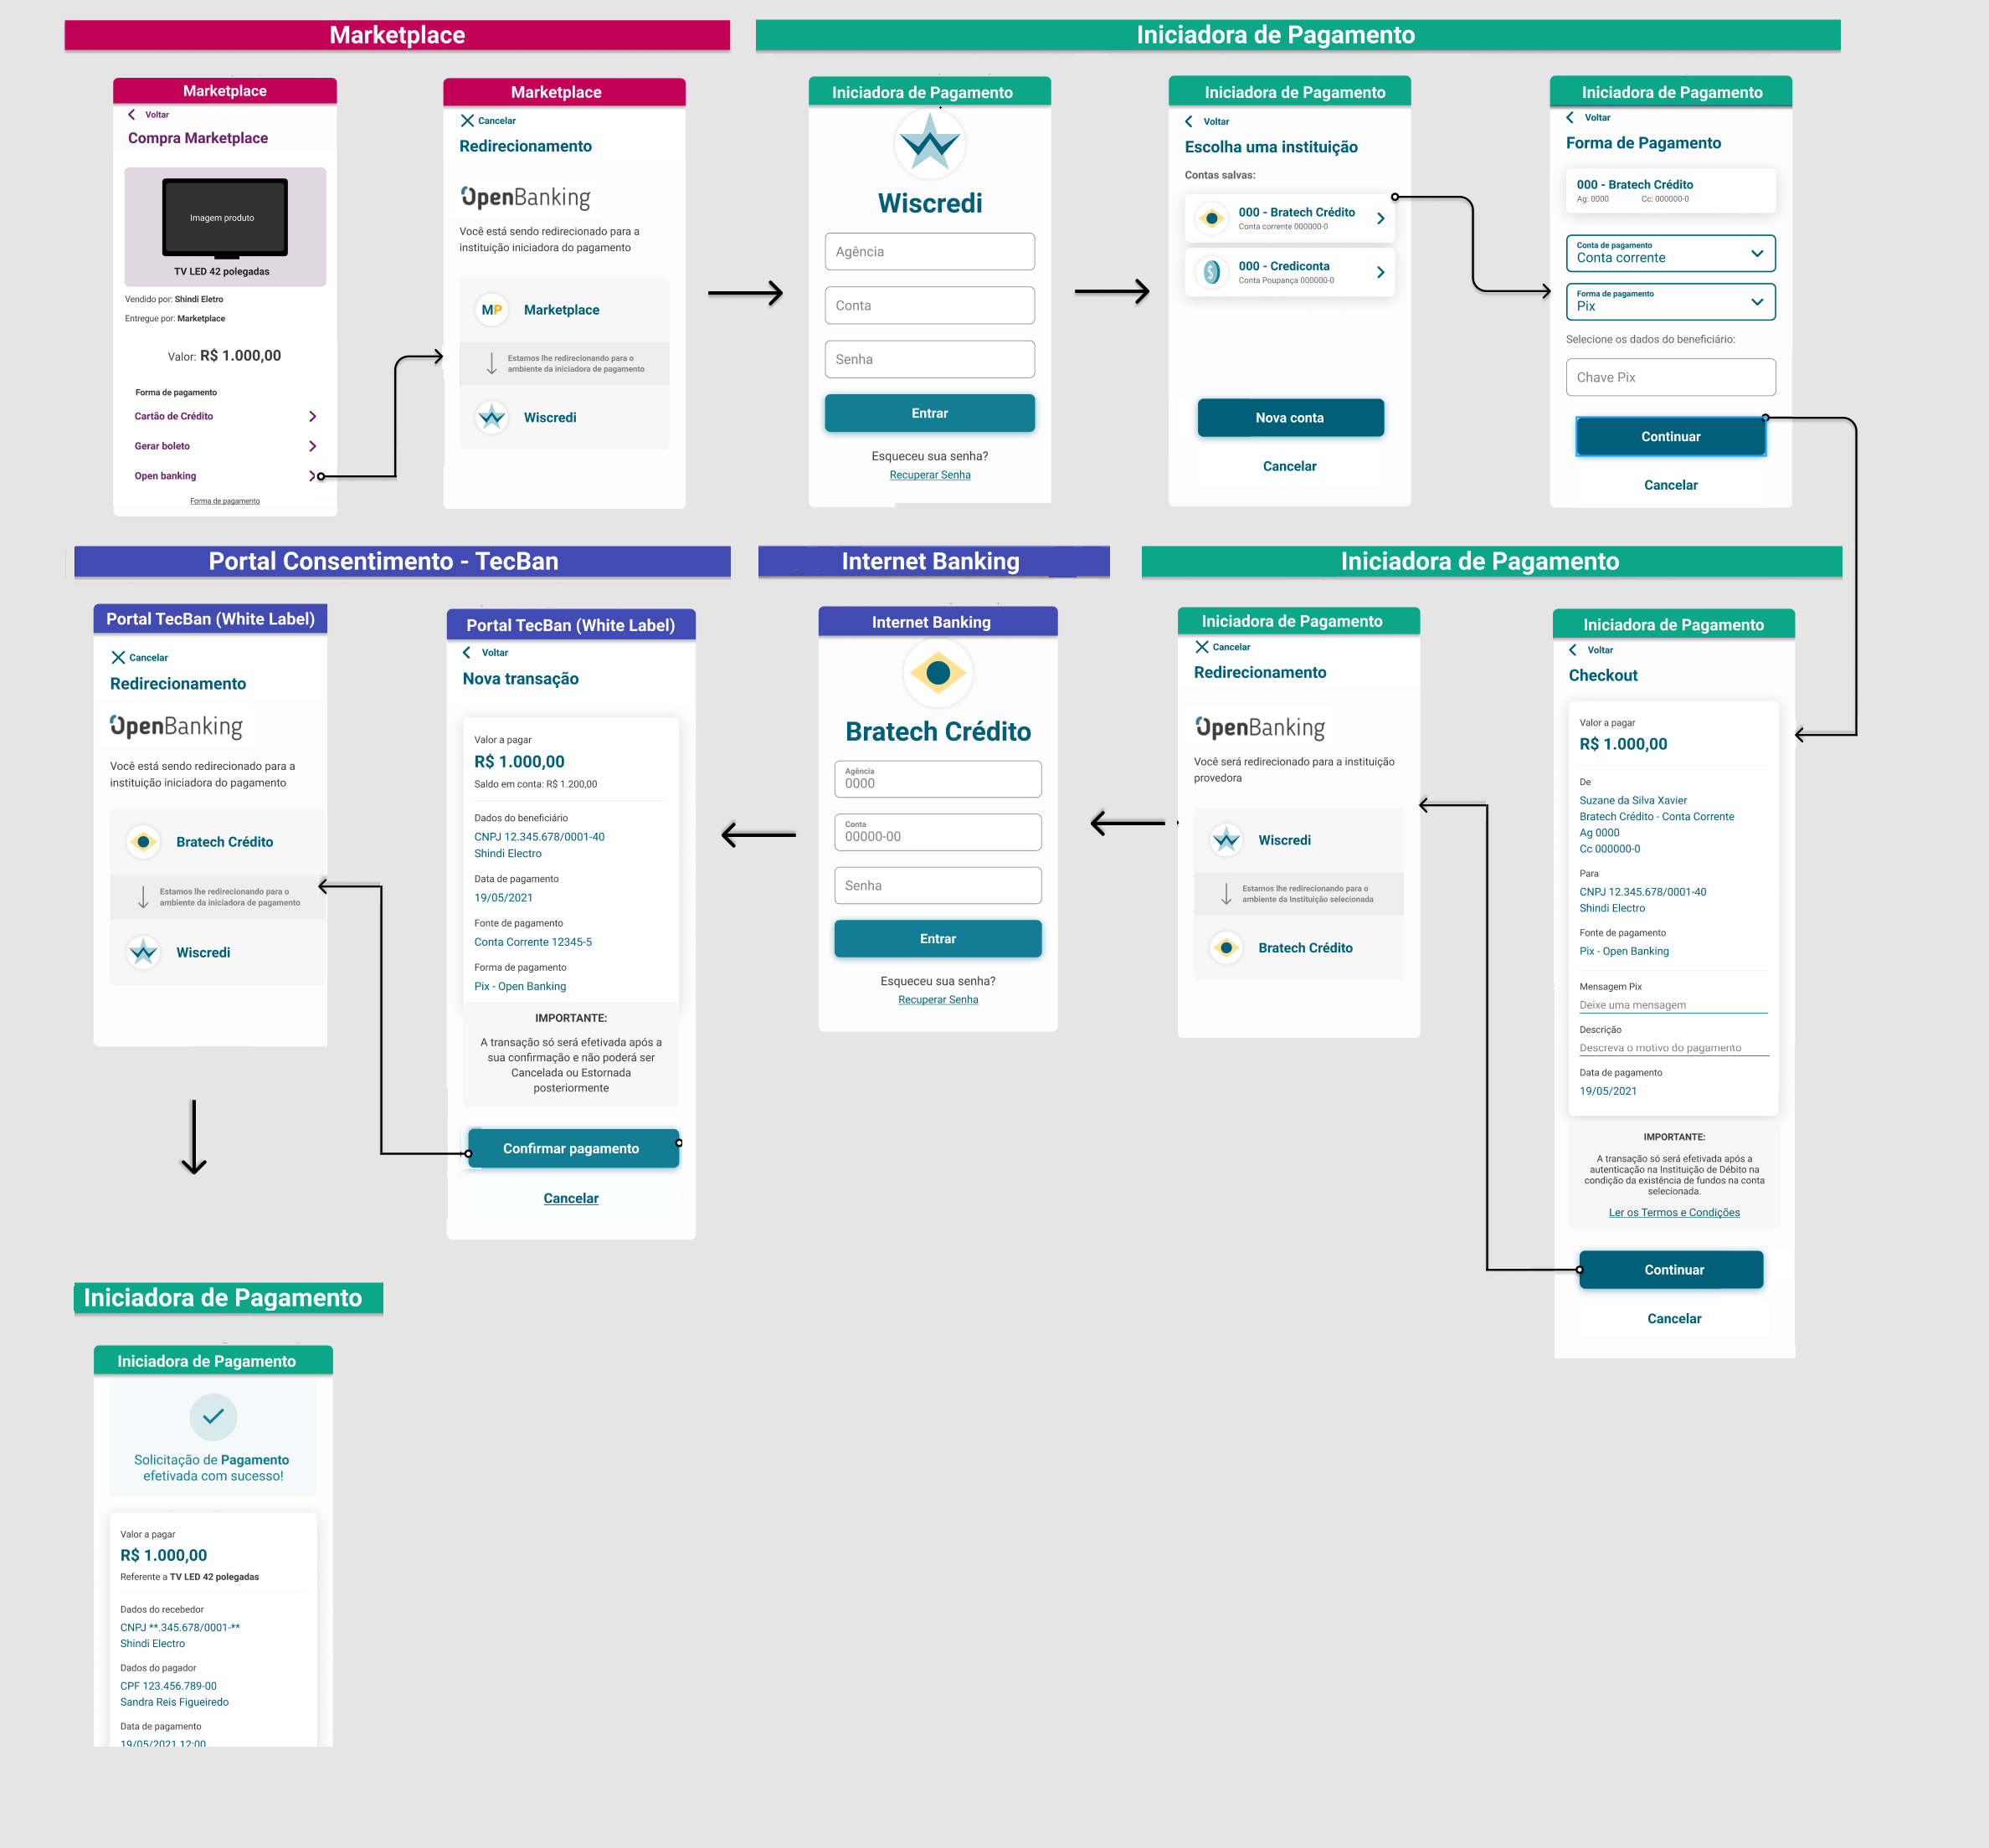 Marketplace
Iniciadora de Pagamento
Marketplace
Voltar
Compra Marketplace
Imagem produto
TV LED 42 polegadas
Vendido por: Shindi Eletro
Entregue por: Marketplace
Valor: R$ 1.000,00
Forma de pagamento
Cartão de Crédito
Gerar boleto
Open banking
Forma de pagamento
Marketplace
Cancelar
Redirecionamento
OpenBanking
Você está sendo redirecionado para a
instituição iniciadora do pagamento
MP Marketplace
Estamos lhe redirecionando para o
ambiente da iniciadora de pagamento
Wiscredi
Iniciadora de Pagamento
Wiscredi
Agência
Conta
Senha
Entrar
Esqueceu sua senha?
Recuperar Senha
Iniciadora de Pagamento
Voltar
Escolha uma instituição
Contas salvas:
000 - Bratech Crédito
Conta corrente 000000-0
$
000 - Crediconta
Conta Poupança 000000-0
Nova conta
Cancelar
Iniciadora de Pagamento
Voltar
Forma de Pagamento
000 - Bratech Crédito
Ag: 0000 Cc: 000000-0
Conta de pagamento
Conta corrente
Forma de pagamento
Pix
Selecione os dados do beneficiário:
Chave Pix
Continuar
Cancelar
Portal Consentimento - TecBan
Internet Banking
Iniciadora de Pagamento
Portal TecBan (White Label)
Cancelar
Redirecionamento
OpenBanking
Você está sendo redirecionado para a
instituição iniciadora do pagamento
Bratech Crédito
Estamos lhe redirecionando para o
ambiente da iniciadora de pagamento
Wiscredi
Portal TecBan (White Label)
Voltar
Nova transação
Valor a pagar
R$ 1.000,00
Saldo em conta: R$ 1.200,00
Dados do beneficiário
CNPJ 12.345.678/0001-40
Shindi Electro
Data de pagamento
19/05/2021
Fonte de pagamento
Conta Corrente 12345-5
Forma de pagamento
Pix - Open Banking
IMPORTANTE:
A transação só será efetivada após a
sua confirmação e não poderá ser
Cancelada ou Estornada
posteriormente
Confirmar pagamento
Cancelar
Internet Banking
Bratech Crédito
Agência
0000
Conta
00000-00
Senha
Entrar
Esqueceu sua senha?
Recuperar Senha
Iniciadora de Pagamento
Cancelar
Redirecionamento
OpenBanking
Você será redirecionado para a instituição
provedora
Wiscredi
Estamos lhe redirecionando para o
ambiente da Instituição selecionada
Bratech Crédito
Iniciadora de Pagamento
Voltar
Checkout
Valor a pagar
R$ 1.000,00
De
Suzane da Silva Xavier
Bratech Crédito - Conta Corrente
Ag 0000
Cc 000000-0
Para
CNPJ 12.345.678/0001-40
Shindi Electro
Fonte de pagamento
Pix - Open Banking
Mensagem Pix
Deixe uma mensagem
Descrição
Descreva o motivo do pagamento
Data de pagamento
19/05/2021
IMPORTANTE:
A transação só será efetivada após a
autenticação na Instituição de Débito na
condição da existência de fundos na conta
selecionada.
Ler os Termos e Condições
Continuar
Cancelar
Iniciadora de Pagamento
Iniciadora de Pagamento
Solicitação de Pagamento
efetivada com sucesso!
Valor a pagar
R$ 1.000,00
Referente a TV LED 42 polegadas
Dados do recebedor
CNPJ **.345.678/0001-**
Shindi Electro
Dados do pagador
CPF 123.456.789-00
Sandra Reis Figueiredo
Data de pagamento
19/05/2021 12:00